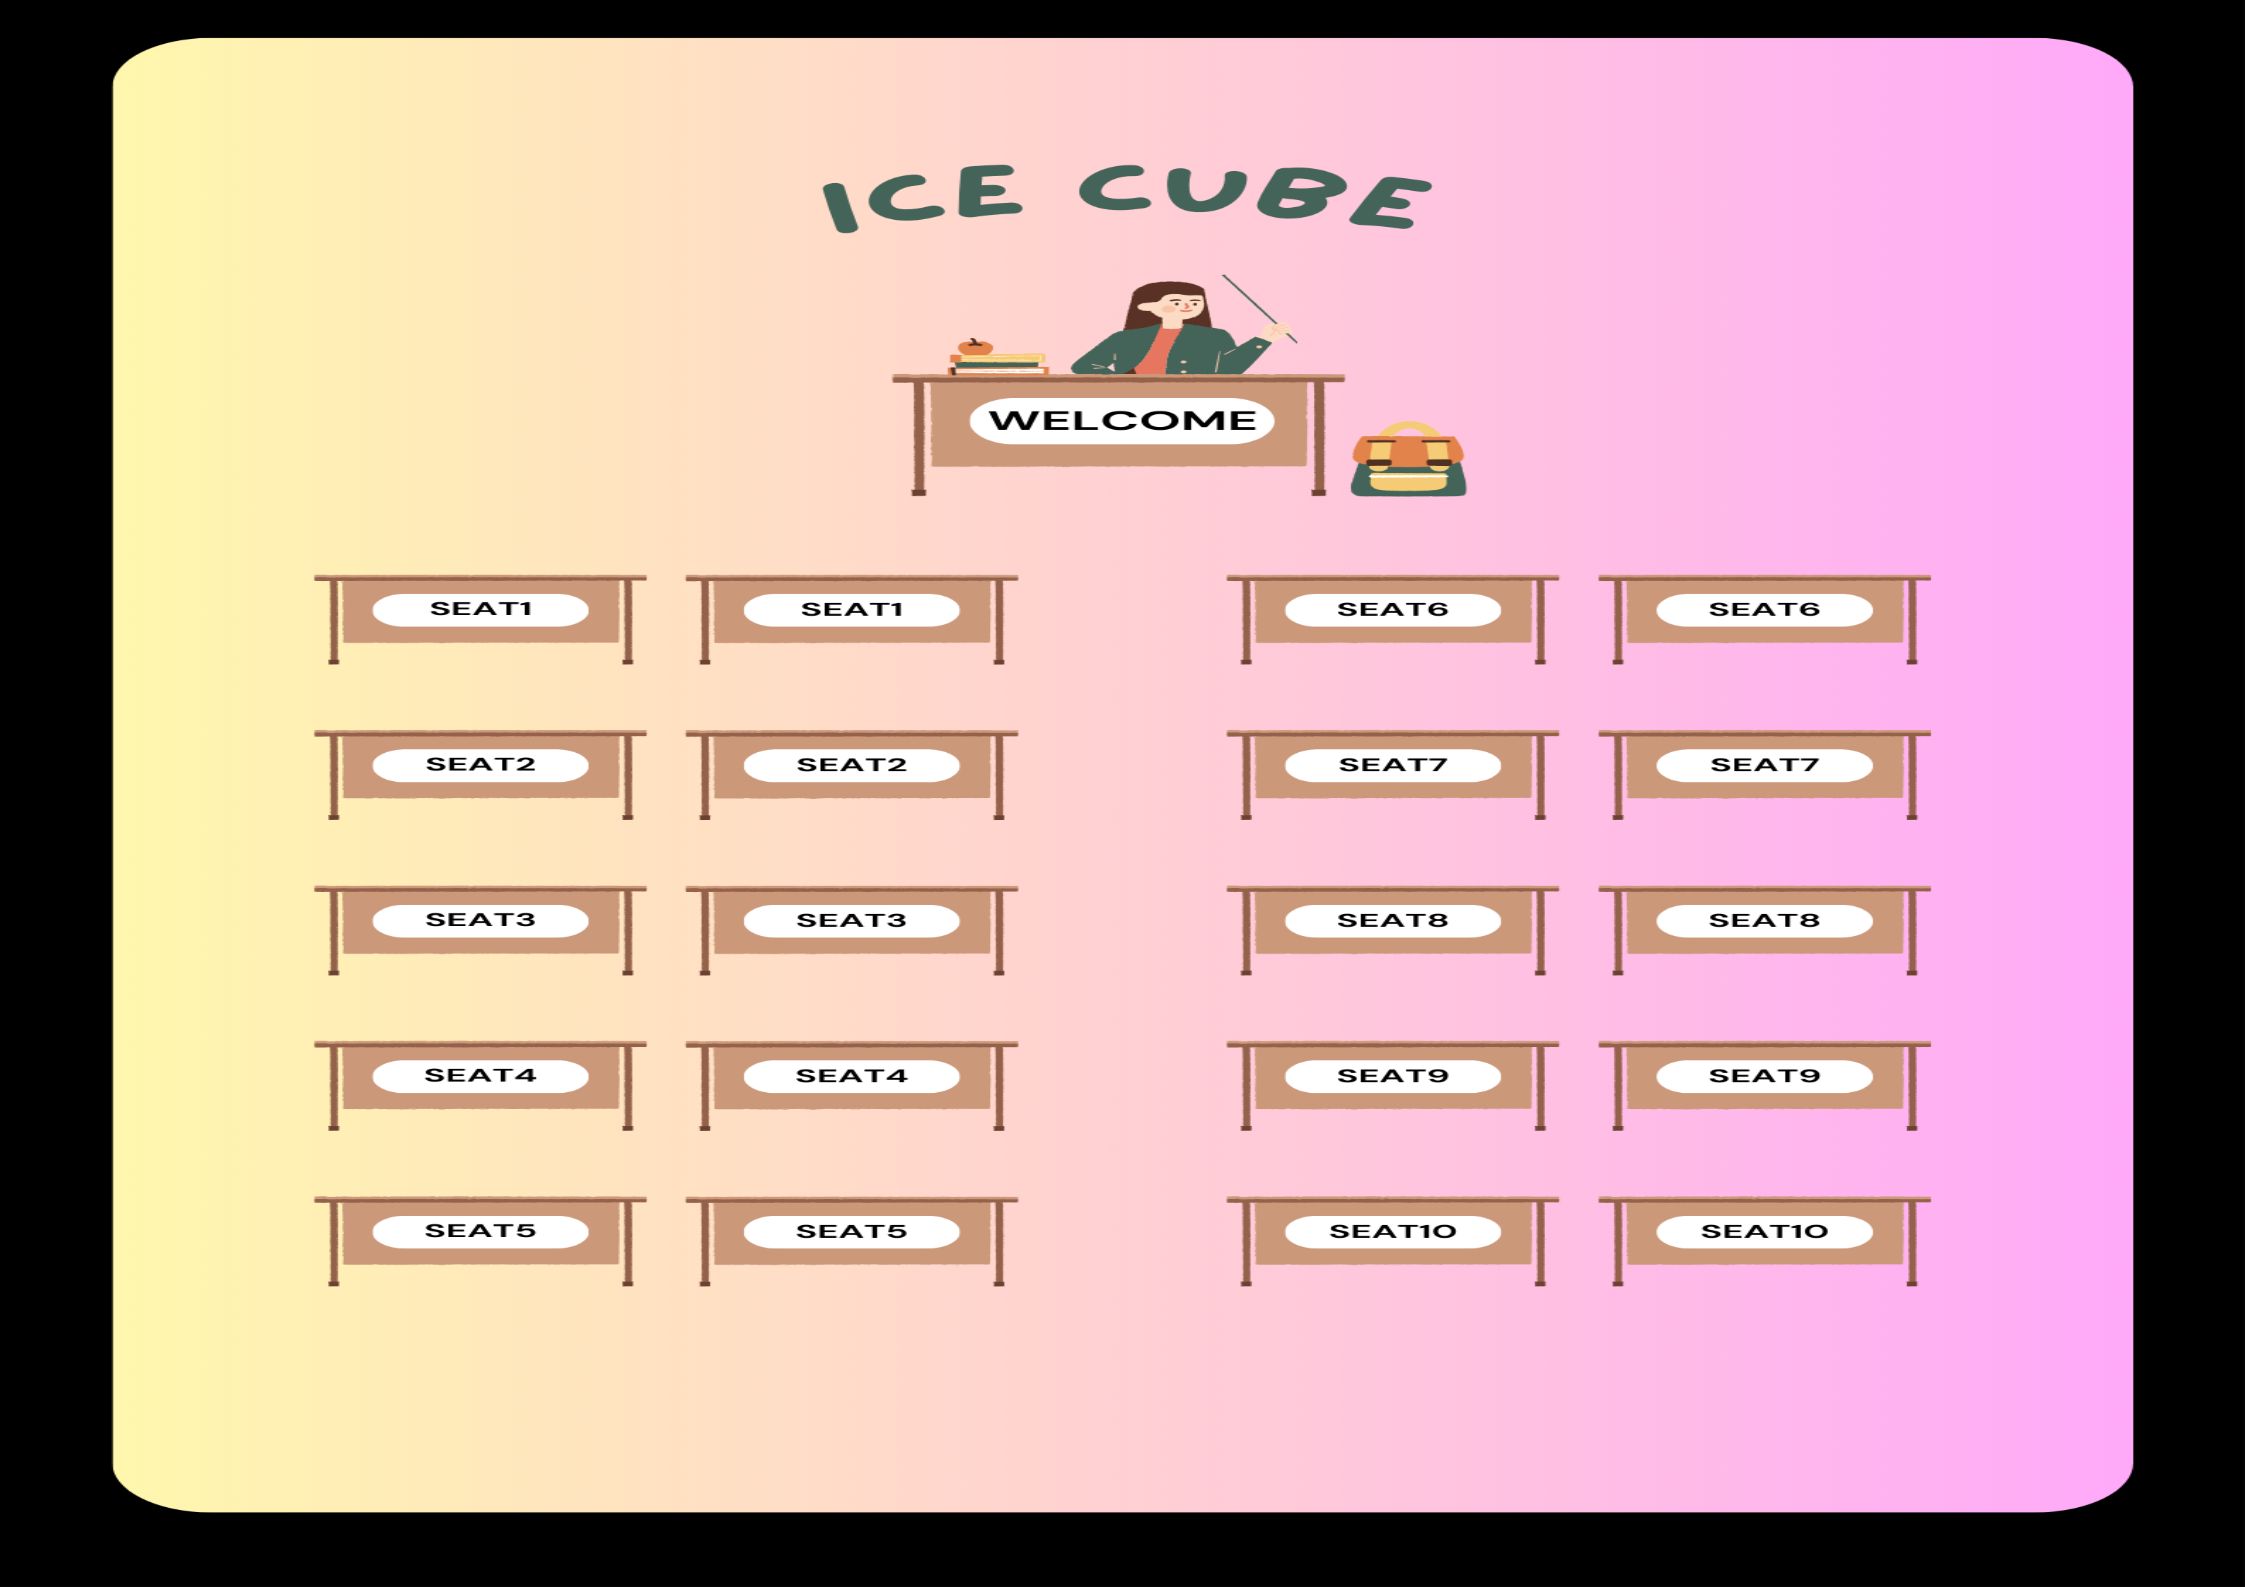 ICE CUBE
WELCOME
SEAT1 SEAT1 SEAT6 SEAT6
SEAT2 SEAT2 SEAT7 SEAT7
SEAT3 SEAT3 SEAT8 SEAT8
SEAT4 SEAT4 SEAT9 SEAT9
SEAT5 SEAT5 SEAT10 SEAT10